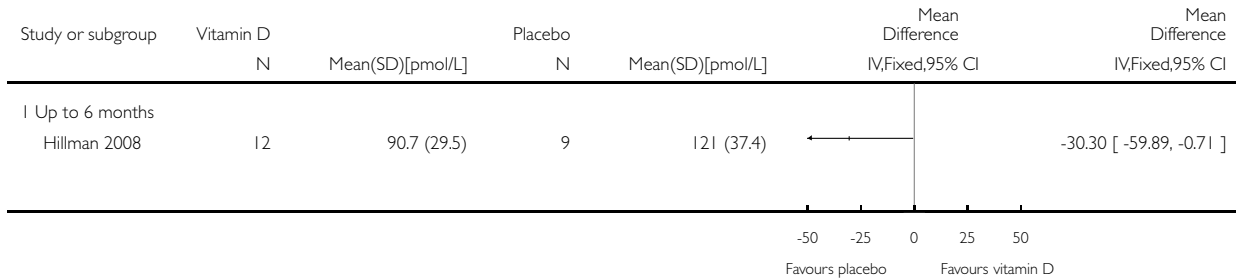 Study or subgroup Vitamin D Placebo Mean Difference Mean Difference
N Mean(SD)[pmol/L] N Mean(SD)[pmol/L] IV,Fixed,95% CI IV,Fixed,95% CI
1 Up to 6 months
Hillman 2008 12 90.7 (29.5) 9 121 (37.4) -30.30 [ -59.89, -0.71 ]
-50 -25 0 25 50
Favours placebo Favours vitamin D